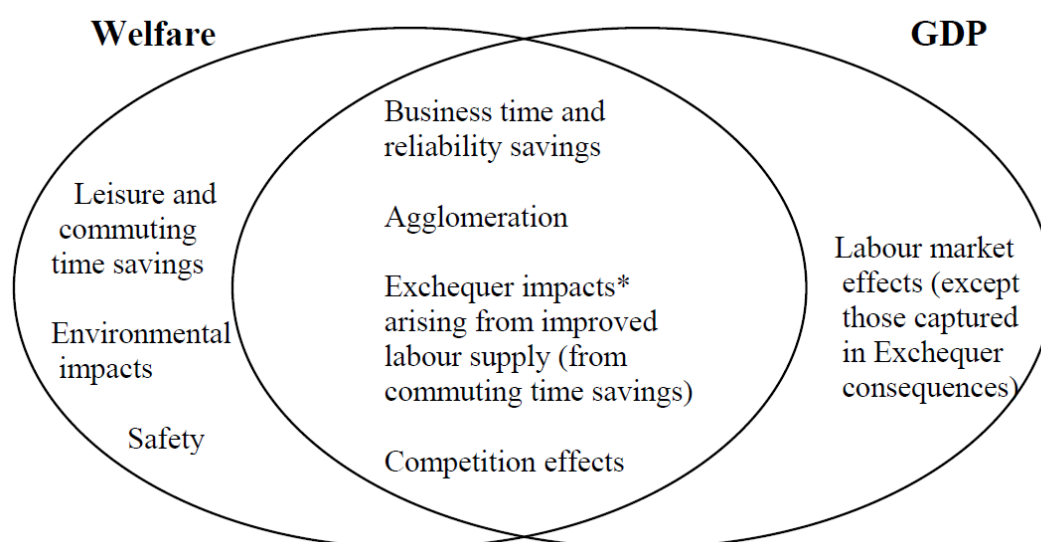 Welfare
GDP
Leisure and
commuting
time savings
Environmental
impacts
Safety
Business time and
reliability savings
Agglomeration
Exchequer impacts*
arising from improved
labour supply (from
commuting time savings)
Competition effects
Labour market
effects (except
those captured
in Exchequer
consequences)